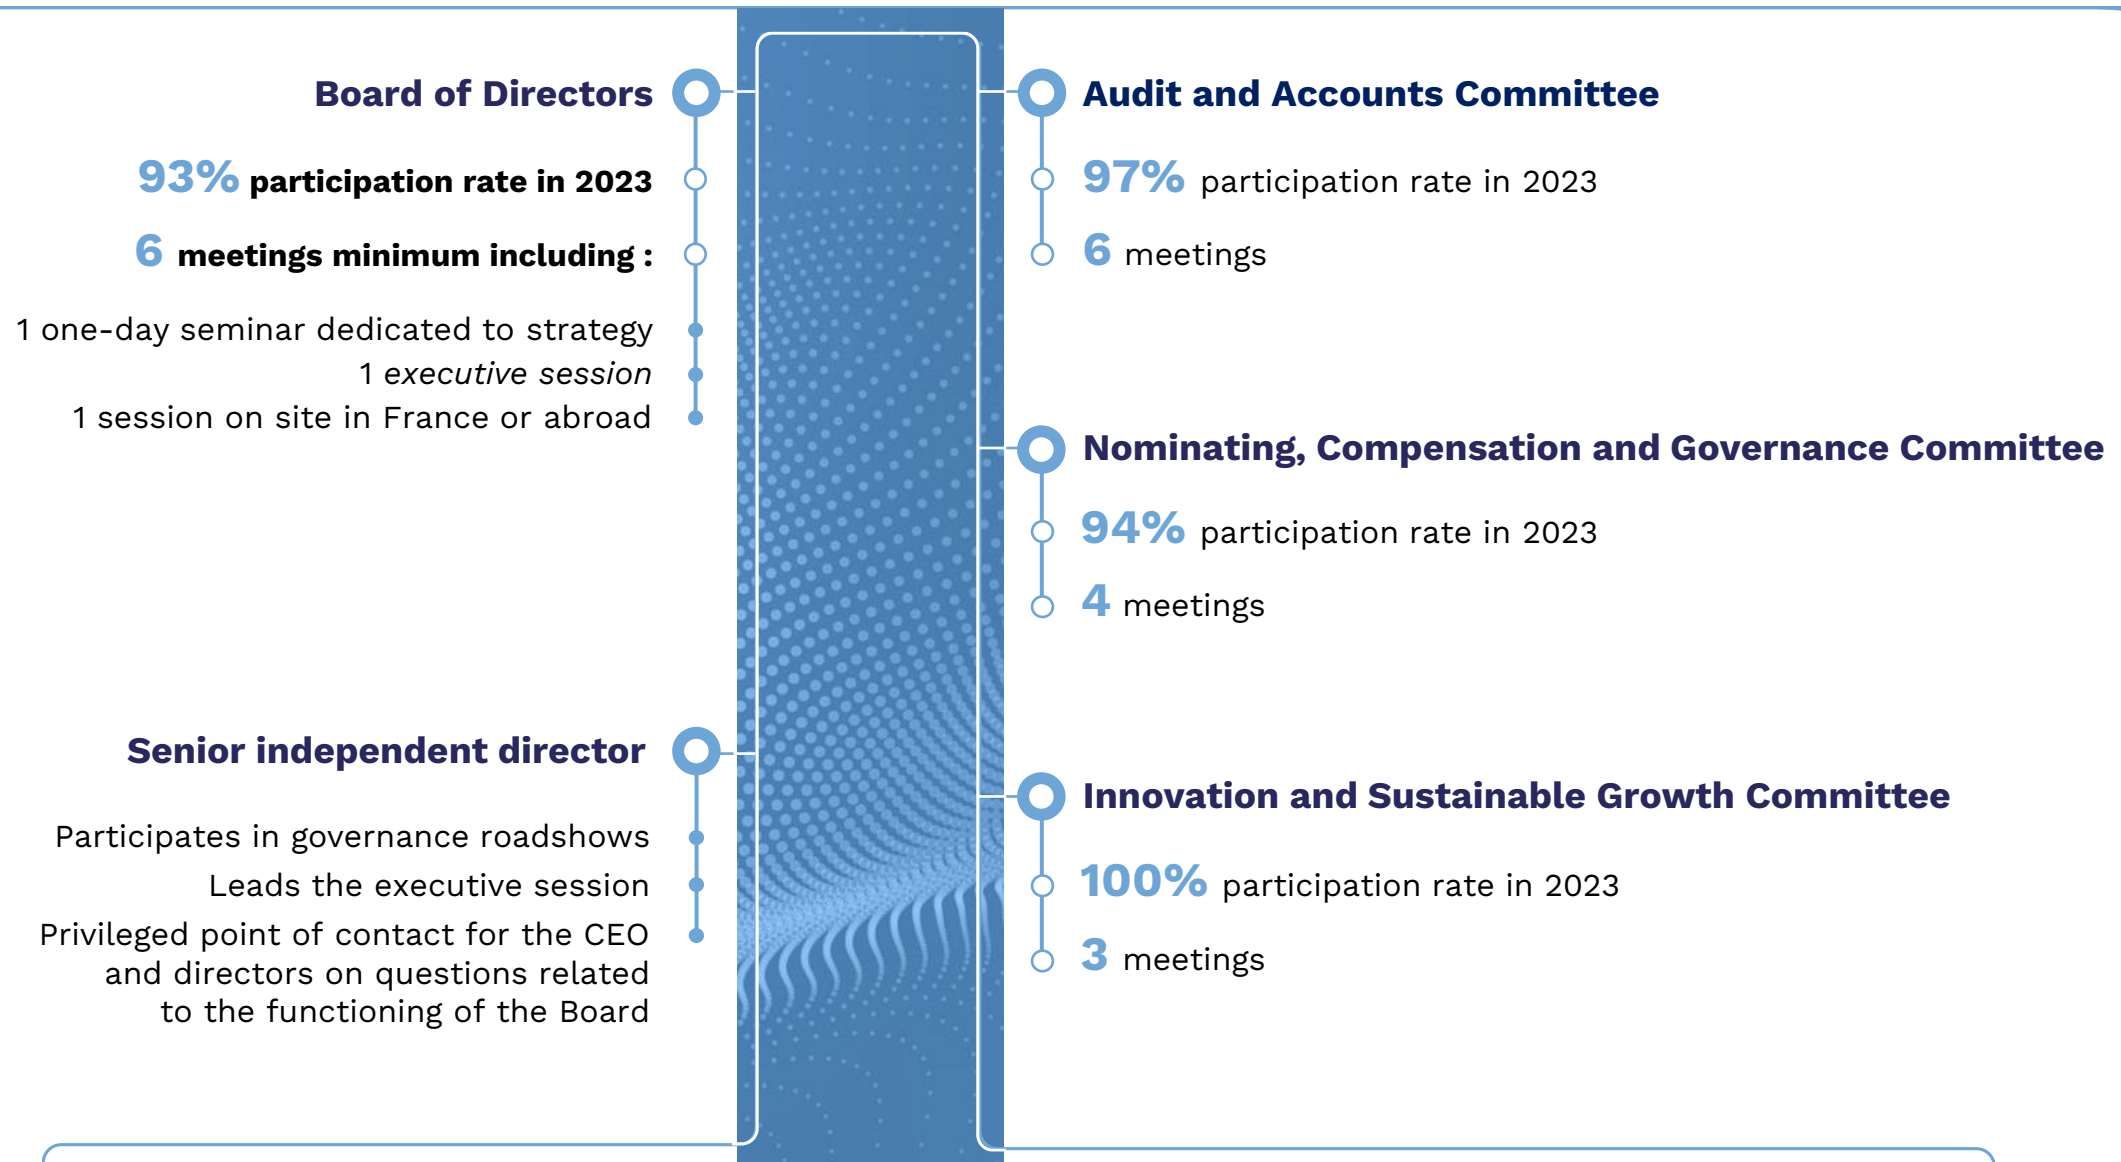 Board of Directors
93% participation rate in 2023
6 meetings minimum including :
1 one-day seminar dedicated to strategy
1 executive session
1 session on site in France or abroad
Senior independent director
Participates in governance roadshows
Leads the executive session
Privileged point of contact for the CEO
and directors on questions related
to the functioning of the Board
Audit and Accounts Committee
97% participation rate in 2023
6 meetings
Nominating, Compensation and Governance Committee
94% participation rate in 2023
4 meetings
Innovation and Sustainable Growth Committee
100% participation rate in 2023
3 meetings